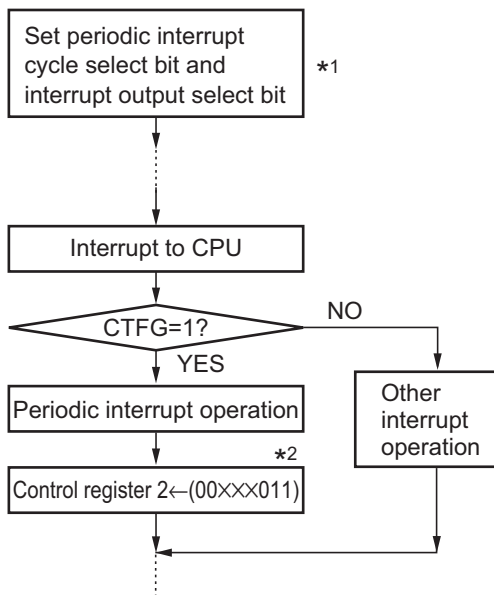 Set periodic interrupt
cycle select bit and
interrupt output select bit
*1
Interrupt to CPU
CTFG=1?
NO
YES
Periodic interrupt operation
Other
interrupt
operation
*2
Control register 2←(00×××011)